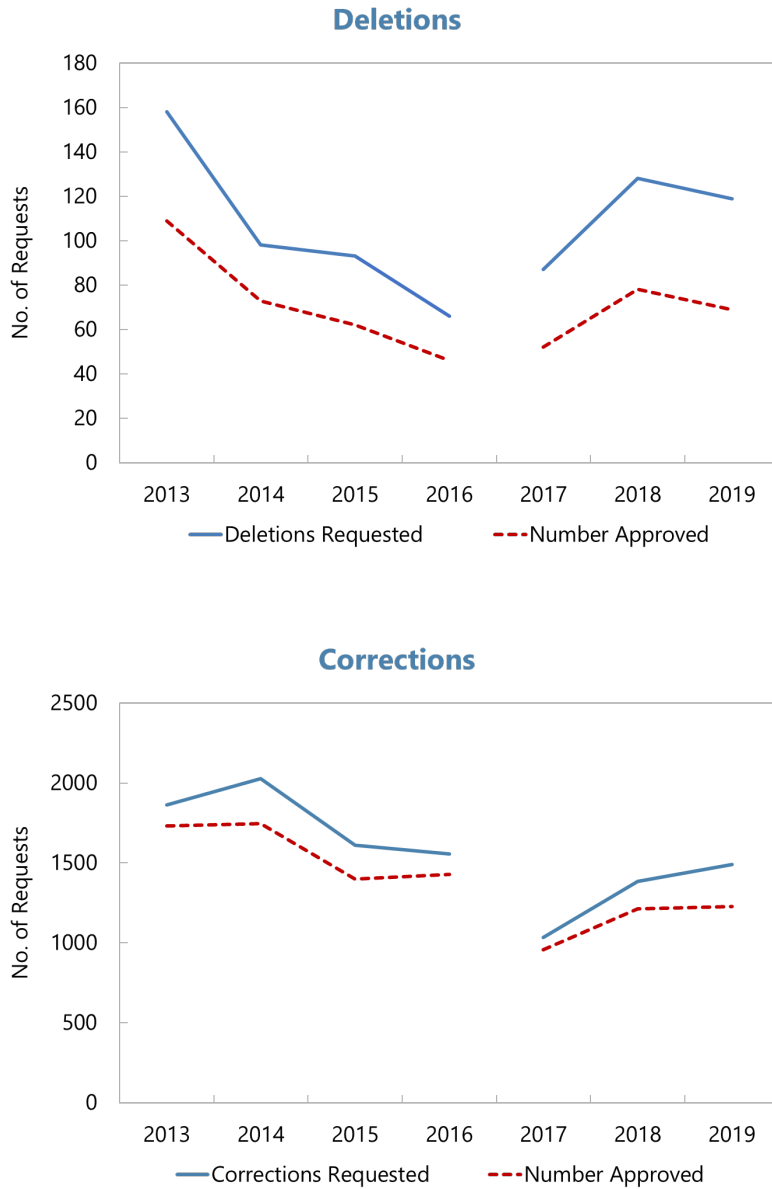 Deletions
180
160
140
120
100
80
60
40
20
0
No. of Requests
2013 2014 2015 2016 2017 2018 2019
Deletions Requested Number Approved
Corrections
2500
2000
1500
1000
500
0
No. of Requests
2013 2014 2015 2016 2017 2018 2019
Corrections Requested Number Approved